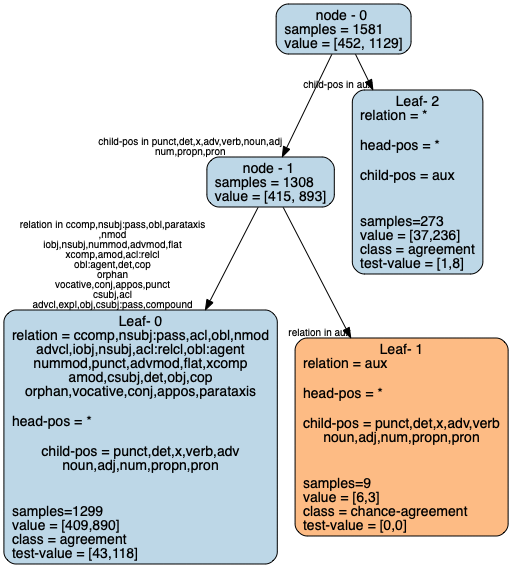 node - 0
samples = 1581
value = [452, 1129]
child-pos in aux
Leaf- 2
relation = *
head-pos = *
child-pos = aux
samples=273
value = [37,236]
class = agreement
test-value = [1,8]
child-pos in punct,det,x,adv,verb,noun,adj
num,propn,pron
node - 1
samples = 1308
value = [415, 893]
relation in ccomp,nsubj:pass,obl,parataxis
,nmod
iobj,nsubj,nummod,advmod,flat
xcomp,amod,acl:relcl
obl:agent,det,cop
orphan
vocative,conj,appos,punct
csubj,acl
advcl,expl,obj,csubj:pass,compound
relation in aux
Leaf- 0
relation = ccomp,nsubj:pass,acl,obl,nmod
advcl,iobj,nsubj,acl:relcl,obl:agent
nummod,punct,advmod,flat,xcomp
amod,csubj,det,obj,cop
orphan,vocative,conj,appos,parataxis
head-pos = *
child-pos = punct,det,x,verb,adv
noun,adj,num,propn,pron
samples=1299
value = [409,890]
class = agreement
test-value = [43,118]
Leaf- 1
relation = aux
head-pos = *
child-pos = punct,det,x,adv,verb
noun,adj,num,propn,pron
samples=9
value = [6,3]
class = chance-agreement
test-value = [0,0]